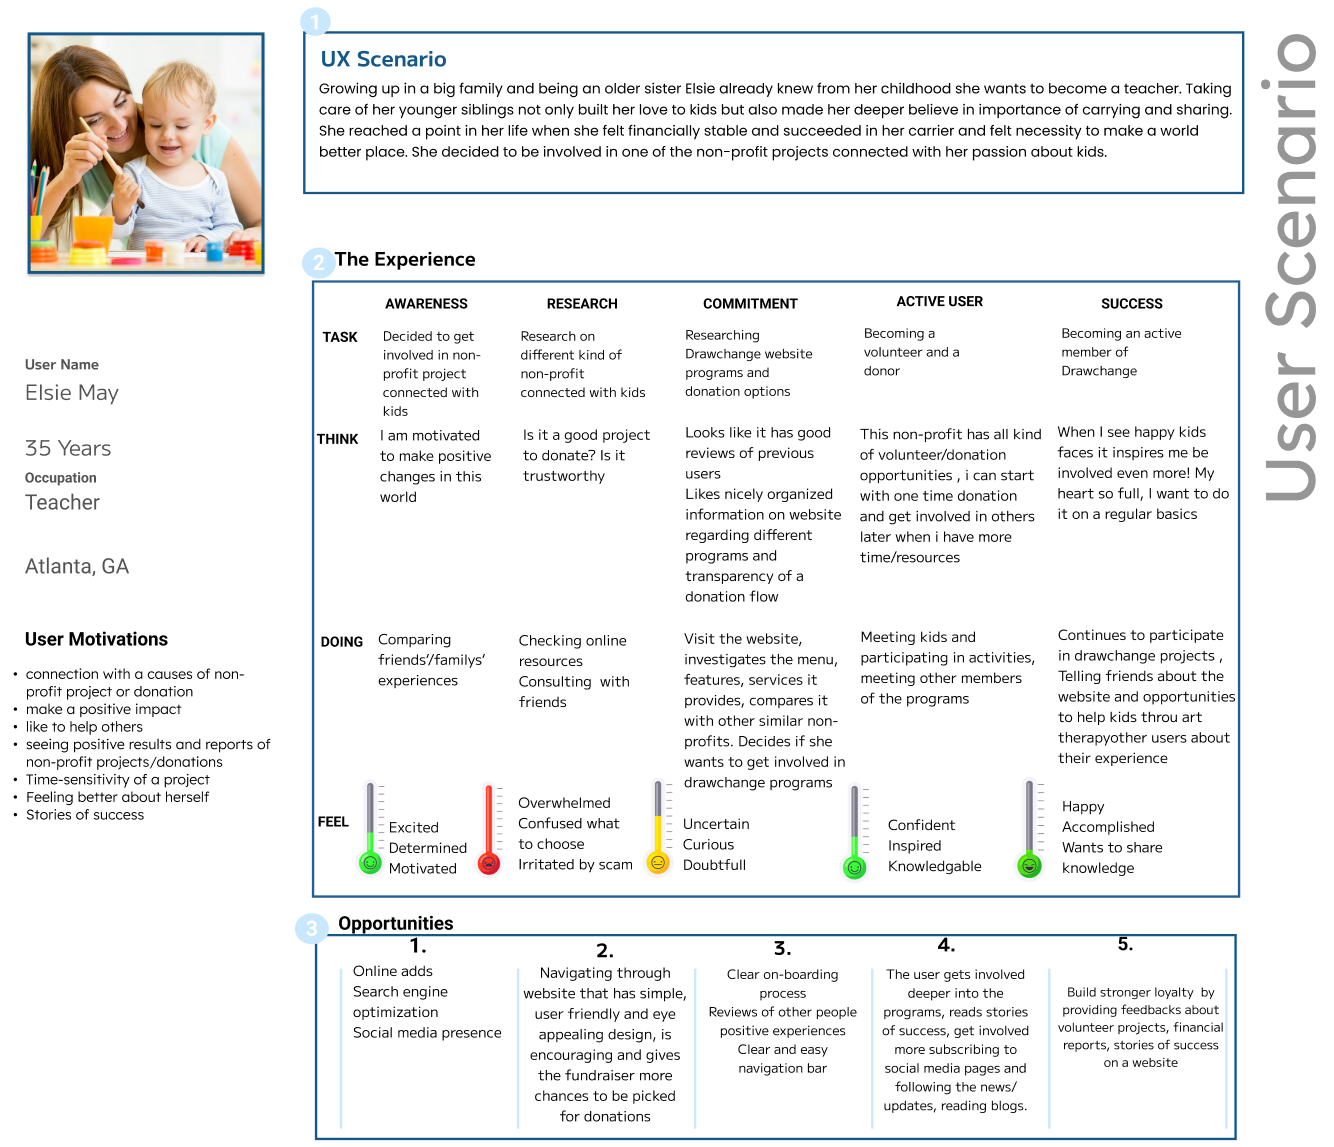 1
UX Scenario
Growing up in a big family and being an older sister Elsie already knew from her childhood she wants to become a teacher. Taking
care of her younger siblings not only built her love to kids but also made her deeper believe in importance of carrying and sharing.
She reached a point in her life when she felt financially stable and succeeded in her carrier and felt necessity to make a world
better place. She decided to be involved in one of the non-profit projects connected with her passion about kids.
User Scenario
User Name
Elsie May
35 Years
Occupation
Teacher
Atlanta, GA
User Motivations
• connection with a causes of non-
profit project or donation
• make a positive impact
• like to help others
• seeing positive results and reports of
non-profit projects/donations
• Time-sensitivity of a project
• Feeling better about herself
• Stories of success
2
The Experience
AWARENESS
RESEARCH
COMMITMENT
ACTIVE USER
SUCCESS
TASK
Decided to get
involved in non-
profit project
connected with
kids
Research on
different kind of
non-profit
connected with kids
Researching
Drawchange website
programs and
donation options
Becoming a
volunteer and a
donor
Becoming an active
member of
Drawchange
THINK
I am motivated
to make positive
changes in this
world
Is it a good project
to donate? Is it
trustworthy
Looks like it has good
reviews of previous
users
Likes nicely organized
information on website
regarding different
programs and
transparency of a
donation flow
This non-profit has all kind
of volunteer/donation
opportunities , i can start
with one time donation
and get involved in others
later when i have more
time/resources
When I see happy kids
faces it inspires me be
involved even more! My
heart so full, I want to do
it on a regular basics
DOING
Comparing
friends’/familys’
experiences
Checking online
resources
Consulting with
friends
Visit the website,
investigates the menu,
features, services it
provides, compares it
with other similar non-
profits. Decides if she
wants to get involved in
drawchange programs
Meeting kids and
participating in activities,
meeting other members
of the programs
Continues to participate
in drawchange projects ,
Telling friends about the
website and opportunities
to help kids throu art
therapyother users about
their experience
FEEL
Excited
Determined
Motivated
Overwhelmed
Confused what
to choose
Irritated by scam
Uncertain
Curious
Doubtfull
Confident
Inspired
Knowledgable
Happy
Accomplished
Wants to share
knowledge
3
Opportunities
1.
Online adds
Search engine
optimization
Social media presence
2.
Navigating through
website that has simple,
user friendly and eye
appealing design, is
encouraging and gives
the fundraiser more
chances to be picked
for donations
3.
Clear on-boarding
process
Reviews of other people
positive experiences
Clear and easy
navigation bar
4.
The user gets involved
deeper into the
programs, reads stories
of success, get involved
more subscribing to
social media pages and
following the news/
updates, reading blogs.
5.
Build stronger loyalty by
providing feedbacks about
volunteer projects, financial
reports, stories of success
on a website